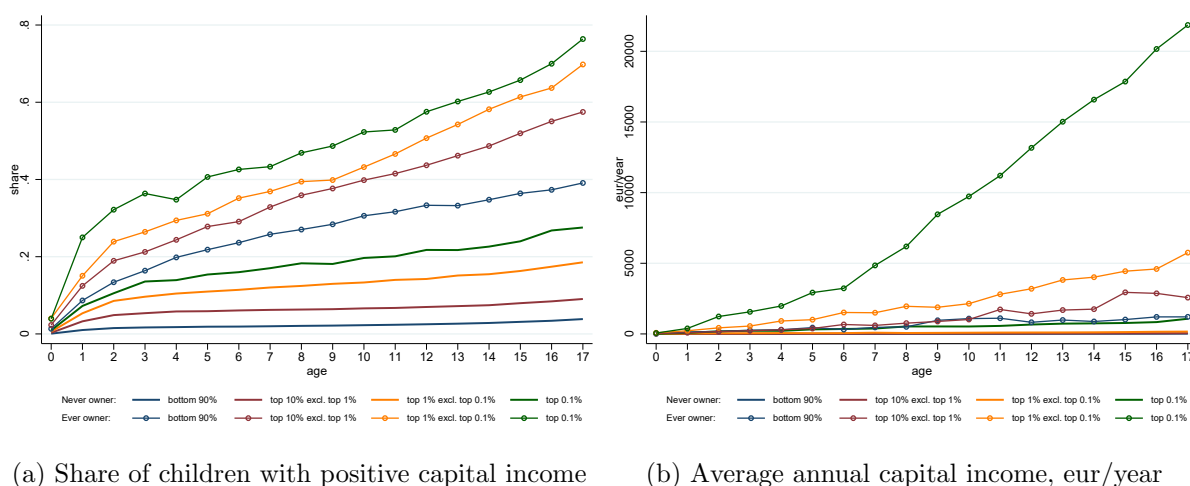 .8
.6
.4
.2
0
share
0 1 2 3 4 5 6 7 8 9 10 11 12 13 14 15 16 17
age
Never owner: bottom 90% top 10% excl. top 1% top 1% excl. top 0.1% top 0.1%
Ever owner: bottom 90% top 10% excl. top 1% top 1% excl. top 0.1% top 0.1%
(a) Share of children with positive capital income
20000
15000
10000
5000
0
eur/year
0 1 2 3 4 5 6 7 8 9 10 11 12 13 14 15 16 17
age
Never owner: bottom 90% top 10% excl. top 1% top 1% excl. top 0.1% top 0.1%
Ever owner: bottom 90% top 10% excl. top 1% top 1% excl. top 0.1% top 0.1%
(b) Average annual capital income, eur/year